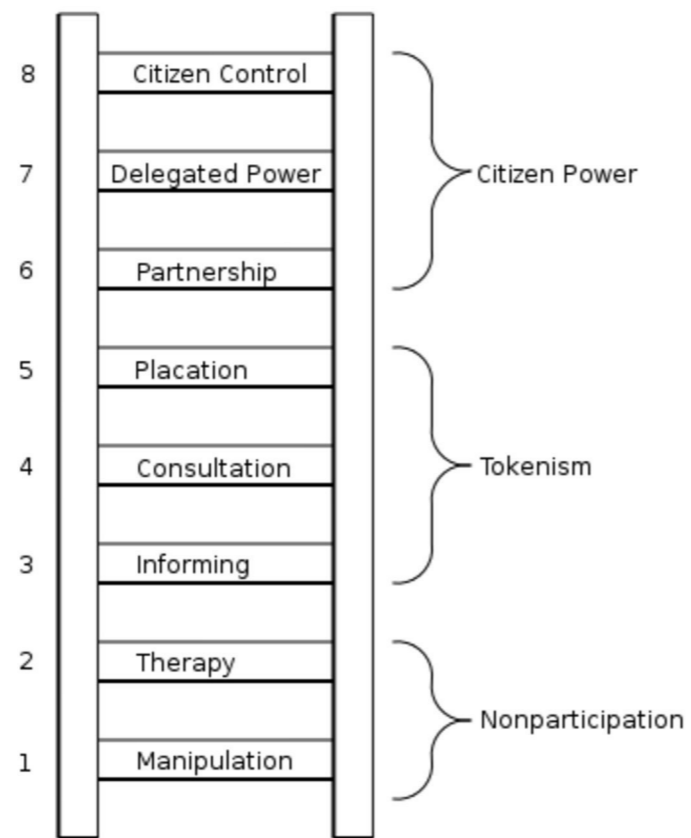 8 Citizen Control
7 Delegated Power
Citizen Power
6 Partnership
5 Placation
4 Consultation
Tokenism
3 Informing
2 Therapy
Nonparticipation
1 Manipulation